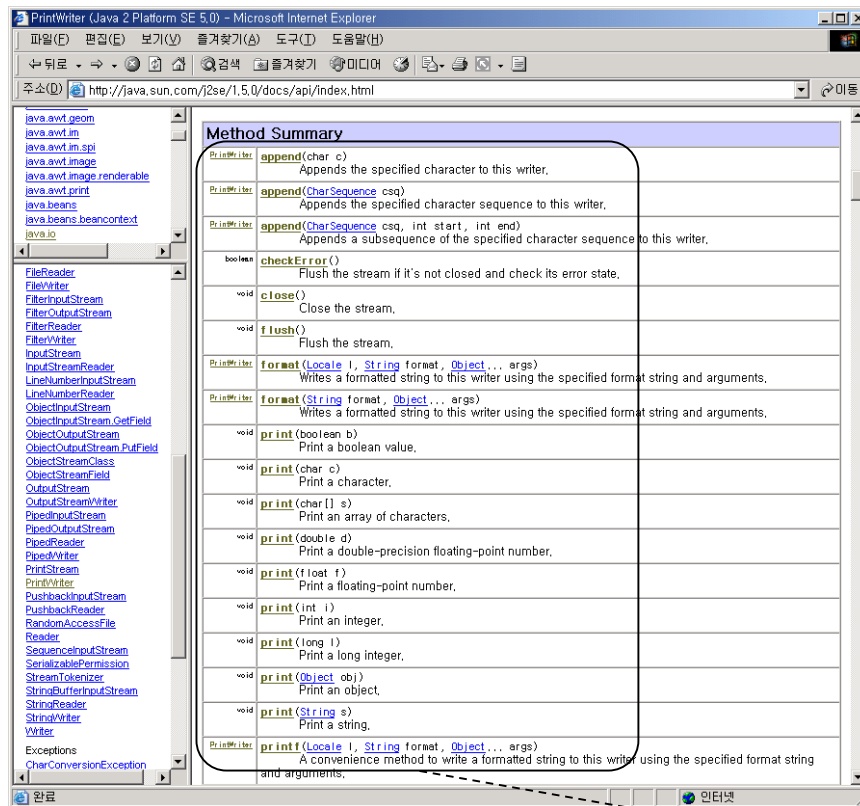 PrintWriter (Java 2 Platform SE 5.0) - Microsoft Internet Explorer
파일(F) 편집(E) 보기(V) 즐겨찾기(A) 도구(T) 도움말(H)
뒤로 검색 즐겨찾기 미디어
주소(D) http://java.sun.com/j2se/1.5.0/docs/api/index.html 이동
java.awt.geom
java.awt.im
java.awt.im.spi
java.awt.image
java.awt.image.renderable
java.awt.print
java.beans
java.beans.beancontext
java.io
FileReader
FileWriter
FilterInputStream
FilterOutputStream
FilterReader
FilterWriter
InputStream
InputStreamReader
LineNumberInputStream
LineNumberReader
ObjectInputStream
ObjectInputStream.GetField
ObjectOutputStream
ObjectOutputStream.PutField
ObjectStreamClass
ObjectStreamField
OutputStream
OutputStreamWriter
PipedInputStream
PipedOutputStream
PipedReader
PipedWriter
PrintStream
PrintWriter
PushbackInputStream
PushbackReader
RandomAccessFile
Reader
SequenceInputStream
SerializablePermission
StreamTokenizer
StringBufferInputStream
StringReader
StringWriter
Writer
Exceptions
CharConversionException
Method Summary
PrintWriter append(char c)
Appends the specified character to this writer.
PrintWriter append(CharSequence csq)
Appends the specified character sequence to this writer.
PrintWriter append(CharSequence csq, int start, int end)
Appends a subsequence of the specified character sequence to this writer.
boolean checkError()
Flush the stream if it's not closed and check its error state.
void close()
Close the stream.
void flush()
Flush the stream.
PrintWriter format(Locale l, String format, Object... args)
Writes a formatted string to this writer using the specified format string and arguments.
PrintWriter format(String format, Object... args)
Writes a formatted string to this writer using the specified format string and arguments.
void print(boolean b)
Print a boolean value.
void print(char c)
Print a character.
void print(char[] s)
Print an array of characters.
void print(double d)
Print a double-precision floating-point number.
void print(float f)
Print a floating-point number.
void print(int i)
Print an integer.
void print(long l)
Print a long integer.
void print(Object obj)
Print an object.
void print(String s)
Print a string.
PrintWriter printf(Locale l, String format, Object... args)
A convenience method to write a formatted string to this writer using the specified format string
and arguments.
완료 인터넷